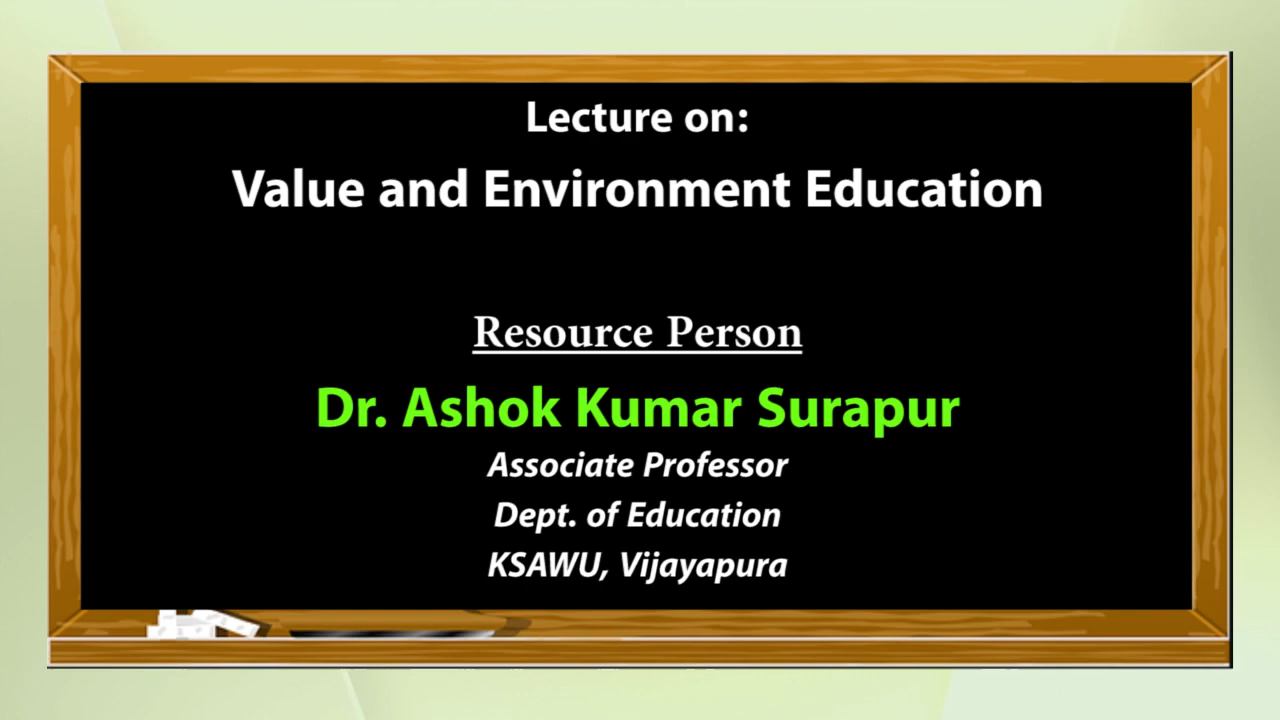 Lecture on:
Value and Environment Education
Resource Person
Dr. Ashok Kumar Surapur
Associate Professor
Dept. of Education
KSAWU, Vijayapura